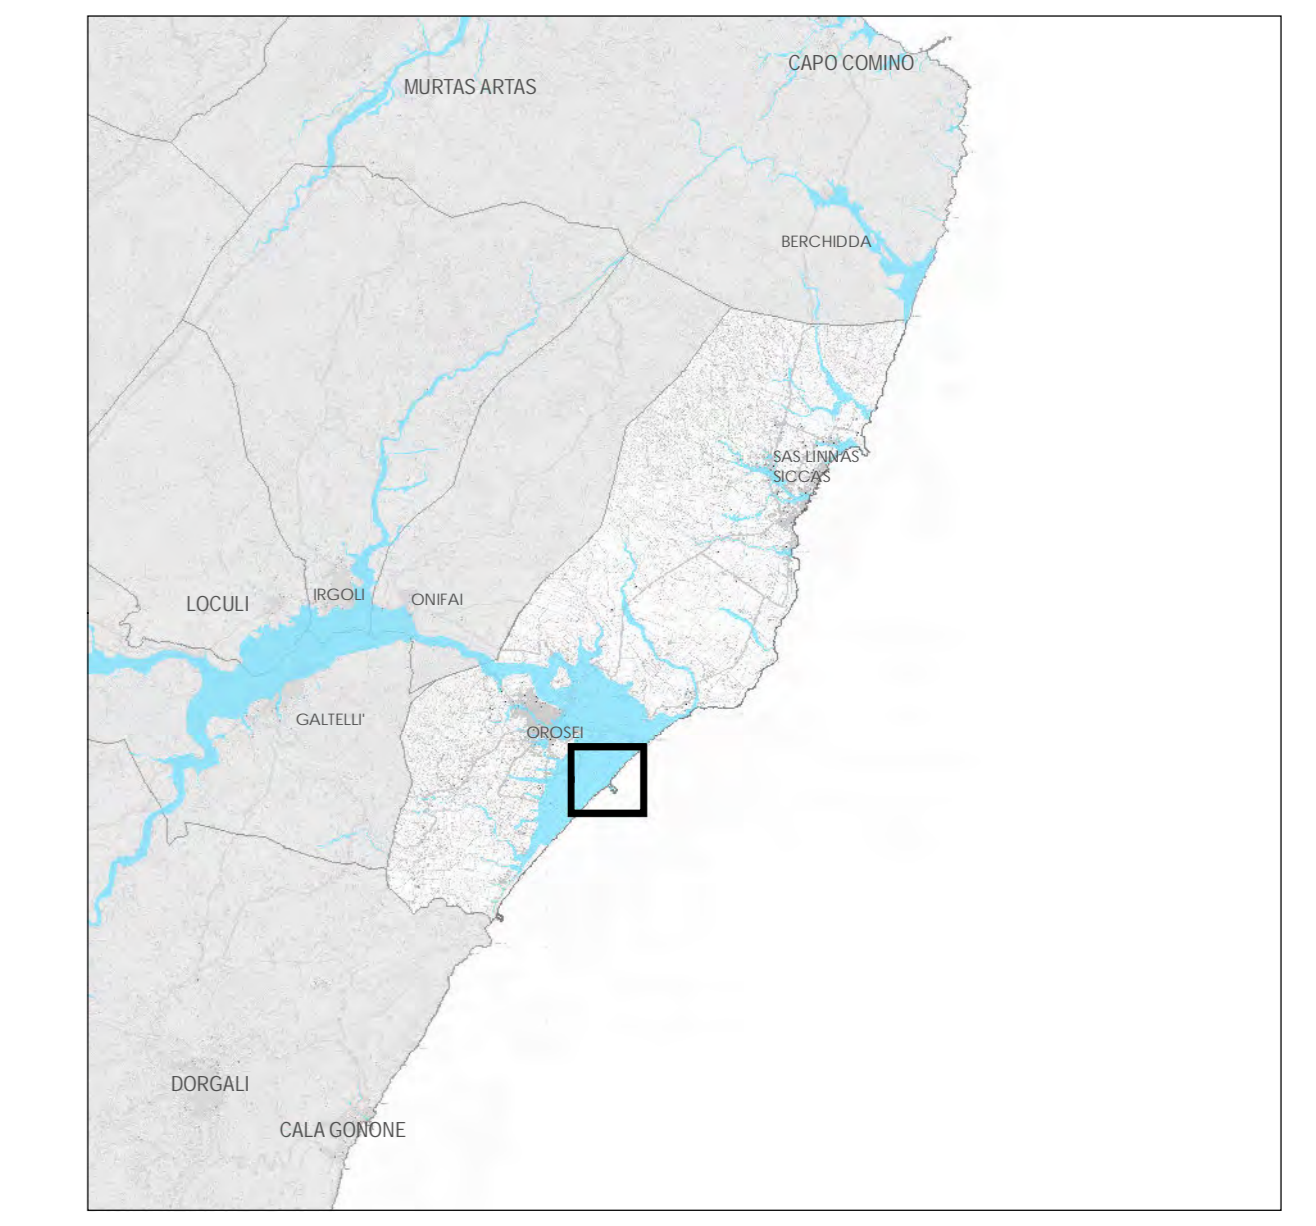 CAPO COMINO
MURTAS ARTAS
BERCHIDDA
SAS LINNAS
SICCAS
IRGOLI
ONIFAI
LOCULI
GALTELLI'
OROSEI
DORGALI
CALA GONONE